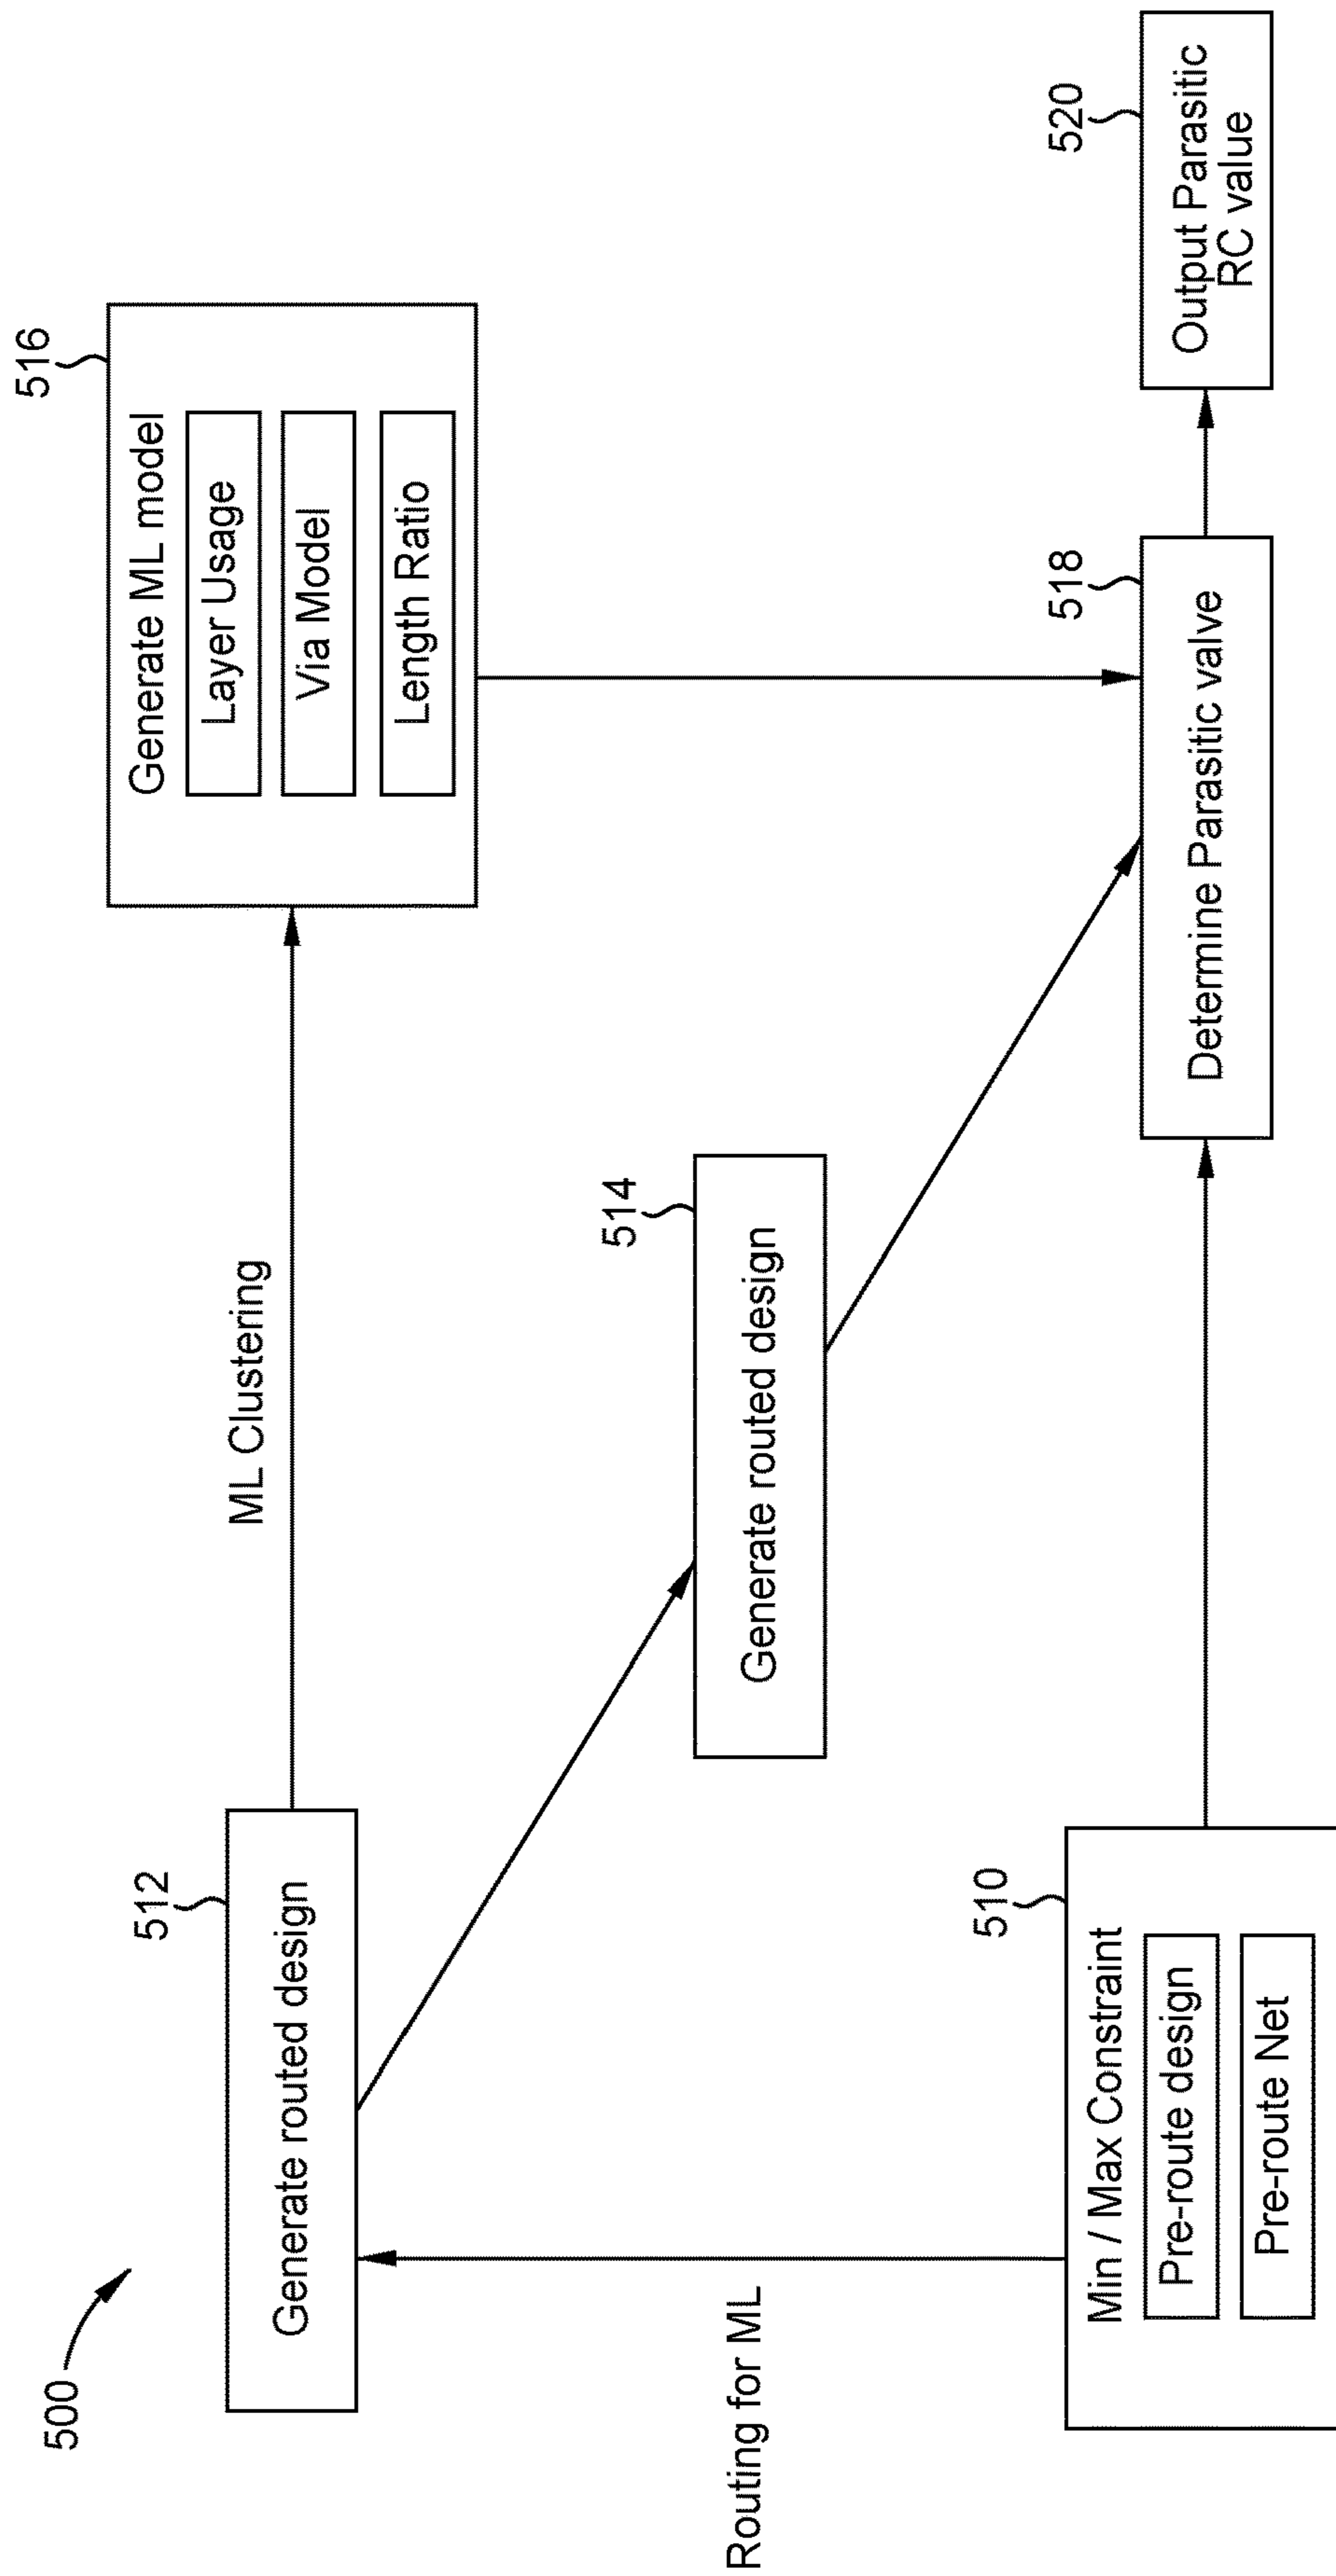 500
512
Generate routed design
ML Clustering
516
Generate ML model
Layer Usage
Via Model
Length Ratio
Routing for ML
514
Generate routed design
510
Min / Max Constraint
Pre-route design
Pre-route Net
518
Determine Parasitic valve
520
Output Parasitic
RC value